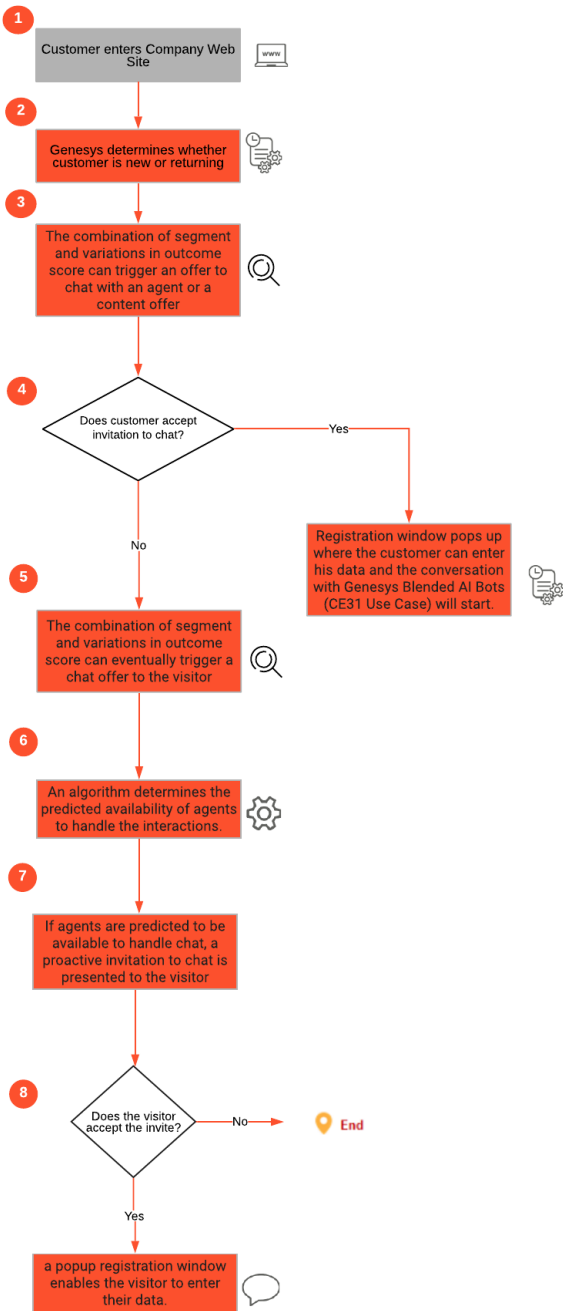 1
Customer enters Company Web
Site
www
2
Genesys determines whether
customer is new or returning
3
The combination of segment
and variations in outcome
score can trigger an offer to
chat with an agent or a
content offer
4
Does customer accept
invitation to chat?
Yes
No
Registration window pops up
where the customer can enter
his data and the conversation
with Genesys Blended AI Bots
(CE31 Use Case) will start.
5
The combination of segment
and variations in outcome
score can eventually trigger a
chat offer to the visitor
6
An algorithm determines the
predicted availability of agents
to handle the interactions.
7
If agents are predicted to be
available to handle chat, a
proactive invitation to chat is
presented to the visitor
8
Does the visitor
accept the invite?
No
End
Yes
a popup registration window
enables the visitor to enter
their data.